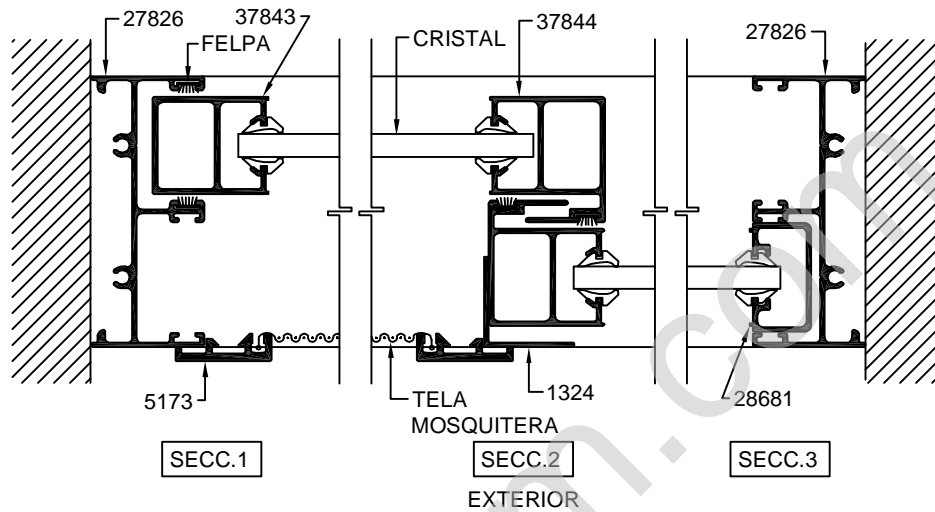 27826
37843
FELPA
CRISTAL
37844
27826
5173
TELA
MOSQUITERA
1324
28681
SECC.1
SECC.2
SECC.3
EXTERIOR